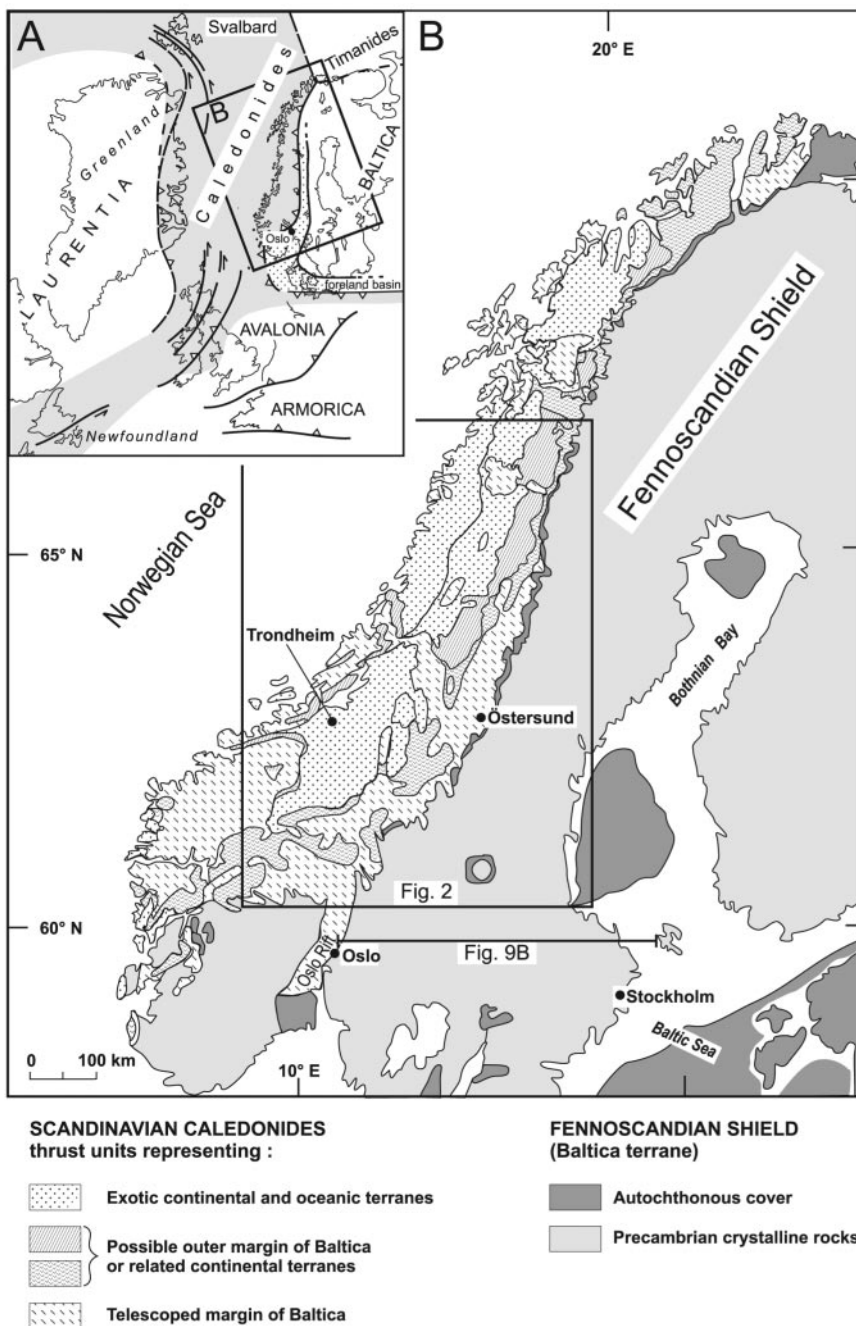 A
Svalbard
Timanides
B
Greenland
LAURENTIA
Caledonides
BALTICA
Oslo
foreland basin
AVALONIA
ARMORICA
Newfoundland
B
20° E
Fennoscandian Shield
Norwegian Sea
65° N
Trondheim
Östersund
Bothnian Bay
Fig. 2
60° N
Oslo Rift
Oslo
Fig. 9B
Stockholm
Baltic Sea
0 100 km
10° E
SCANDINAVIAN CALEDONIDES
thrust units representing :
Exotic continental and oceanic terranes
Possible outer margin of Baltica
or related continental terranes
Telescoped margin of Baltica
FENNOSCANDIAN SHIELD
(Baltica terrane)
Autochthonous cover
Precambrian crystalline rocks